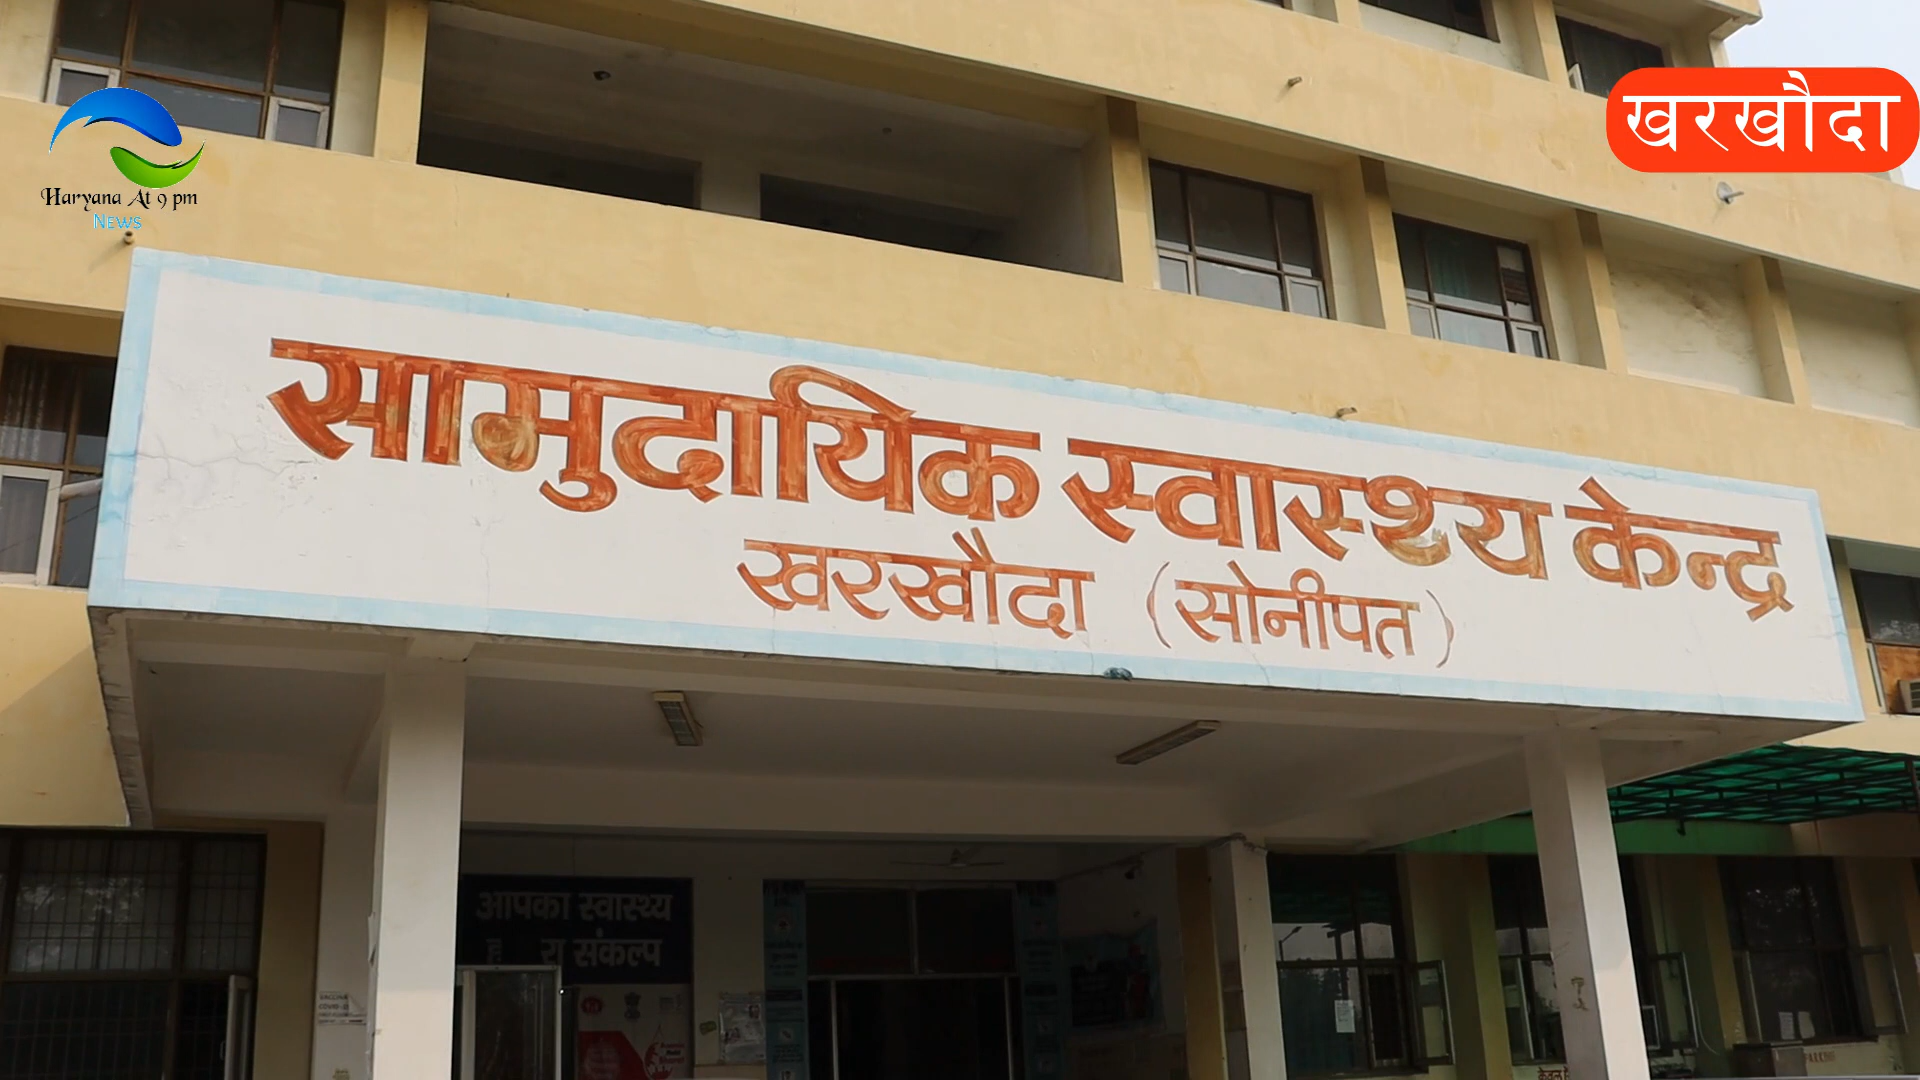 खरखौदा
Haryana At 9 pm
News
सामुदायिक स्वास्थ्य केन्द्र
खरखौदा (सोनीपत)
आपका स्वास्थ्य
संकल्प